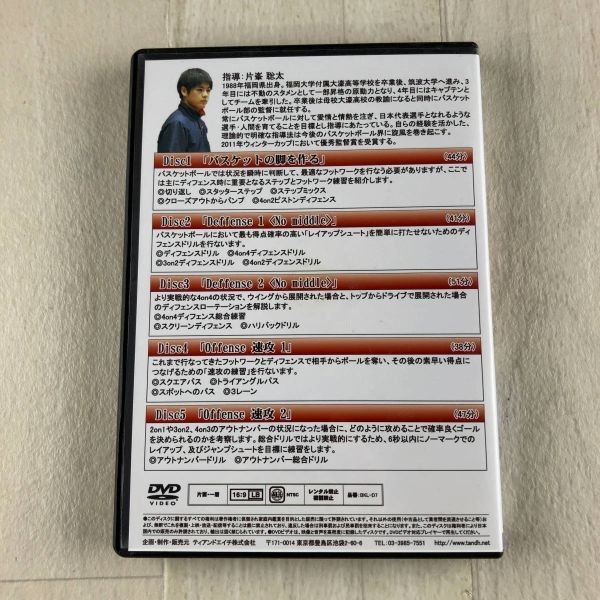 指導：片峯 聡太
1988年福岡県出身。福岡大学付属大濠高等学校を卒業後、筑波大学へ進み、3
年目には不動のスタメンとして一部昇格の原動力となり、4年目にはキャプテン
としてチームを牽引した。卒業後は母校大濠高校の教諭になると同時にバスケット
ボール部の監督に就任する。
常にバスケットボールに対して愛情と情熱を注ぎ、日本代表選手となれるような
選手・人間を育てることを目標とし指導にあたっている。自らの経験を活かした、
理論的で明確な指導法は今後のバスケットボール界に旋風を巻き起こす。
2011年ウィンターカップにおいて優秀監督賞を受賞する。
Disc1 「バスケットの脚を作る」 (44分)
バスケットボールでは状況を瞬時に判断して、最適なフットワークを行なう必要がありますが、ここで
は主にディフェンス時に重要となるステップとフットワーク練習を紹介します。
◎切り返し ◎スタッターステップ ◎ステップミックス
◎クローズアウトからバンプ ◎4on2ピストンディフェンス
Disc2 「Deffense 1 〈No middle〉」 (41分)
バスケットボールにおいて最も得点確率の高い「レイアップシュート」を簡単に打たせないためのディ
フェンスドリルを行ないます。
◎ディフェンスドリル ◎4on4ディフェンスドリル
◎3on2ディフェンスドリル ◎4on2ディフェンスドリル
Disc3 「Deffense 2 〈No middle〉」 (51分)
より実戦的な4on4の状況で、ウイングから展開された場合と、トップからドライブで展開された場合
のディフェンスローテーションを解説します。
◎4on4ディフェンス総合練習
◎スクリーンディフェンス ◎ハリバックドリル
Disc4 「Offense 速攻 1」 (38分)
これまで行なってきたフットワークとディフェンスで相手からボールを奪い、その後の素早い得点に
つなげるための「速攻の練習」を行ないます。
◎スクエアパス ◎トライアングルパス
◎スポットへのパス ◎3レーン
Disc5 「Offense 速攻 2」 (47分)
2on1や3on2、4on3のアウトナンバーの状況になった場合に、どのように攻めることで確率良くゴール
を決められるのかを考察します。総合ドリルではより実戦的にするため、6秒以内にノーマークでの
レイアップ、及びジャンプシュートを目標に練習をします。
◎アウトナンバードリル ◎アウトナンバー総合ドリル
DVD VIDEO 片面・一層 16:9 LB ALL NTSC レンタル禁止 複製禁止 品番:BKL-D7
企画・制作・販売元 ティアンドエイチ株式会社 〒171-0014 東京都豊島区池袋2-60-6 TEL:03-3985-7551 http://www.tandh.net